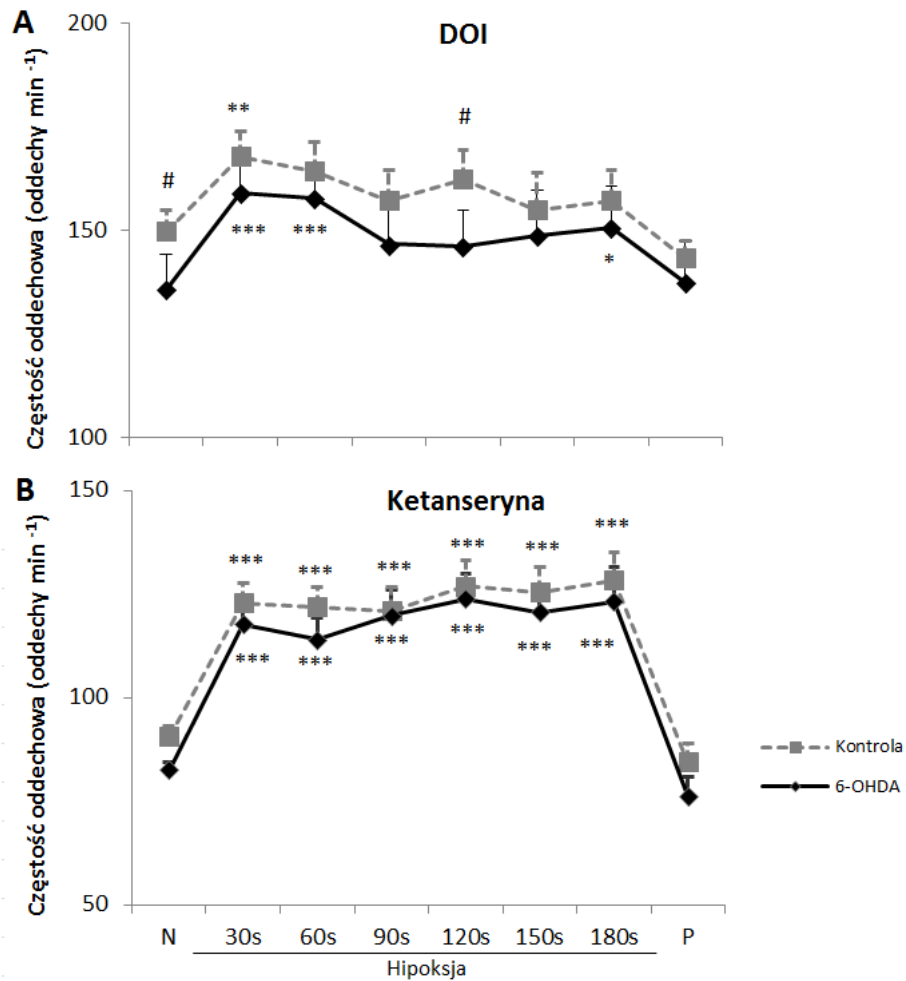 A
DOI
Częstość oddechowa (oddechy min -1)
200
150
100
#
**
#
***
***
*
B
Ketanseryna
Częstość oddechowa (oddechy min -1)
150
100
50
*** *** *** *** *** ***
*** *** *** *** *** ***
N 30s 60s 90s 120s 150s 180s P
Hipoksja
Kontrola
6-OHDA